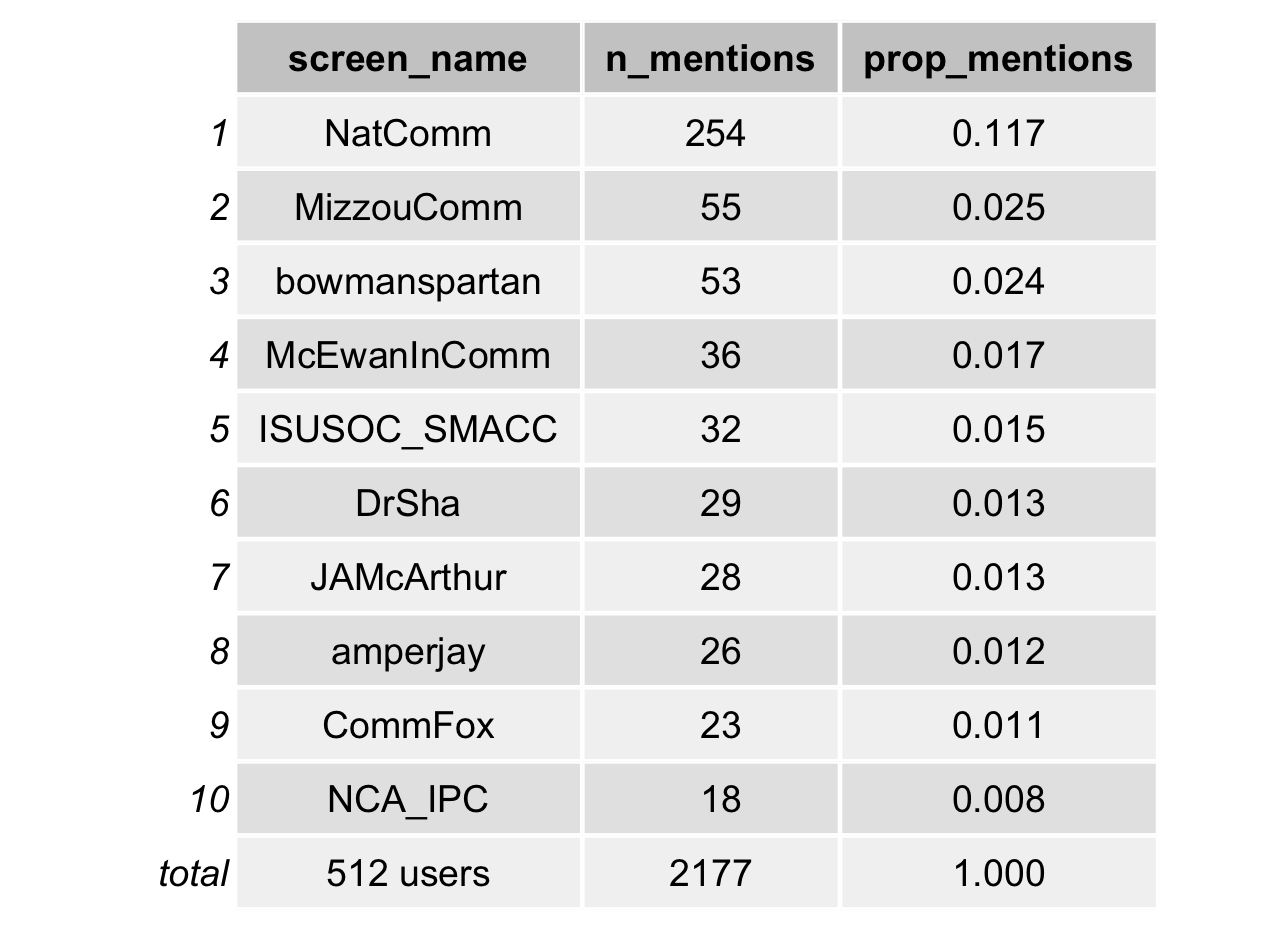 screen_name n_mentions prop_mentions
1 NatComm 254 0.117
2 MizzouComm 55 0.025
3 bowmanspartan 53 0.024
4 McEwanInComm 36 0.017
5 ISUSOC_SMACC 32 0.015
6 DrSha 29 0.013
7 JAMcArthur 28 0.013
8 amperjay 26 0.012
9 CommFox 23 0.011
10 NCA_IPC 18 0.008
total 512 users 2177 1.000